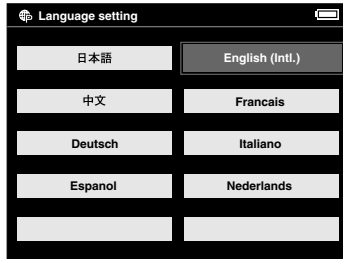 Language setting
日本語
English (Intl.)
中文
Francais
Deutsch
Italiano
Espanol
Nederlands